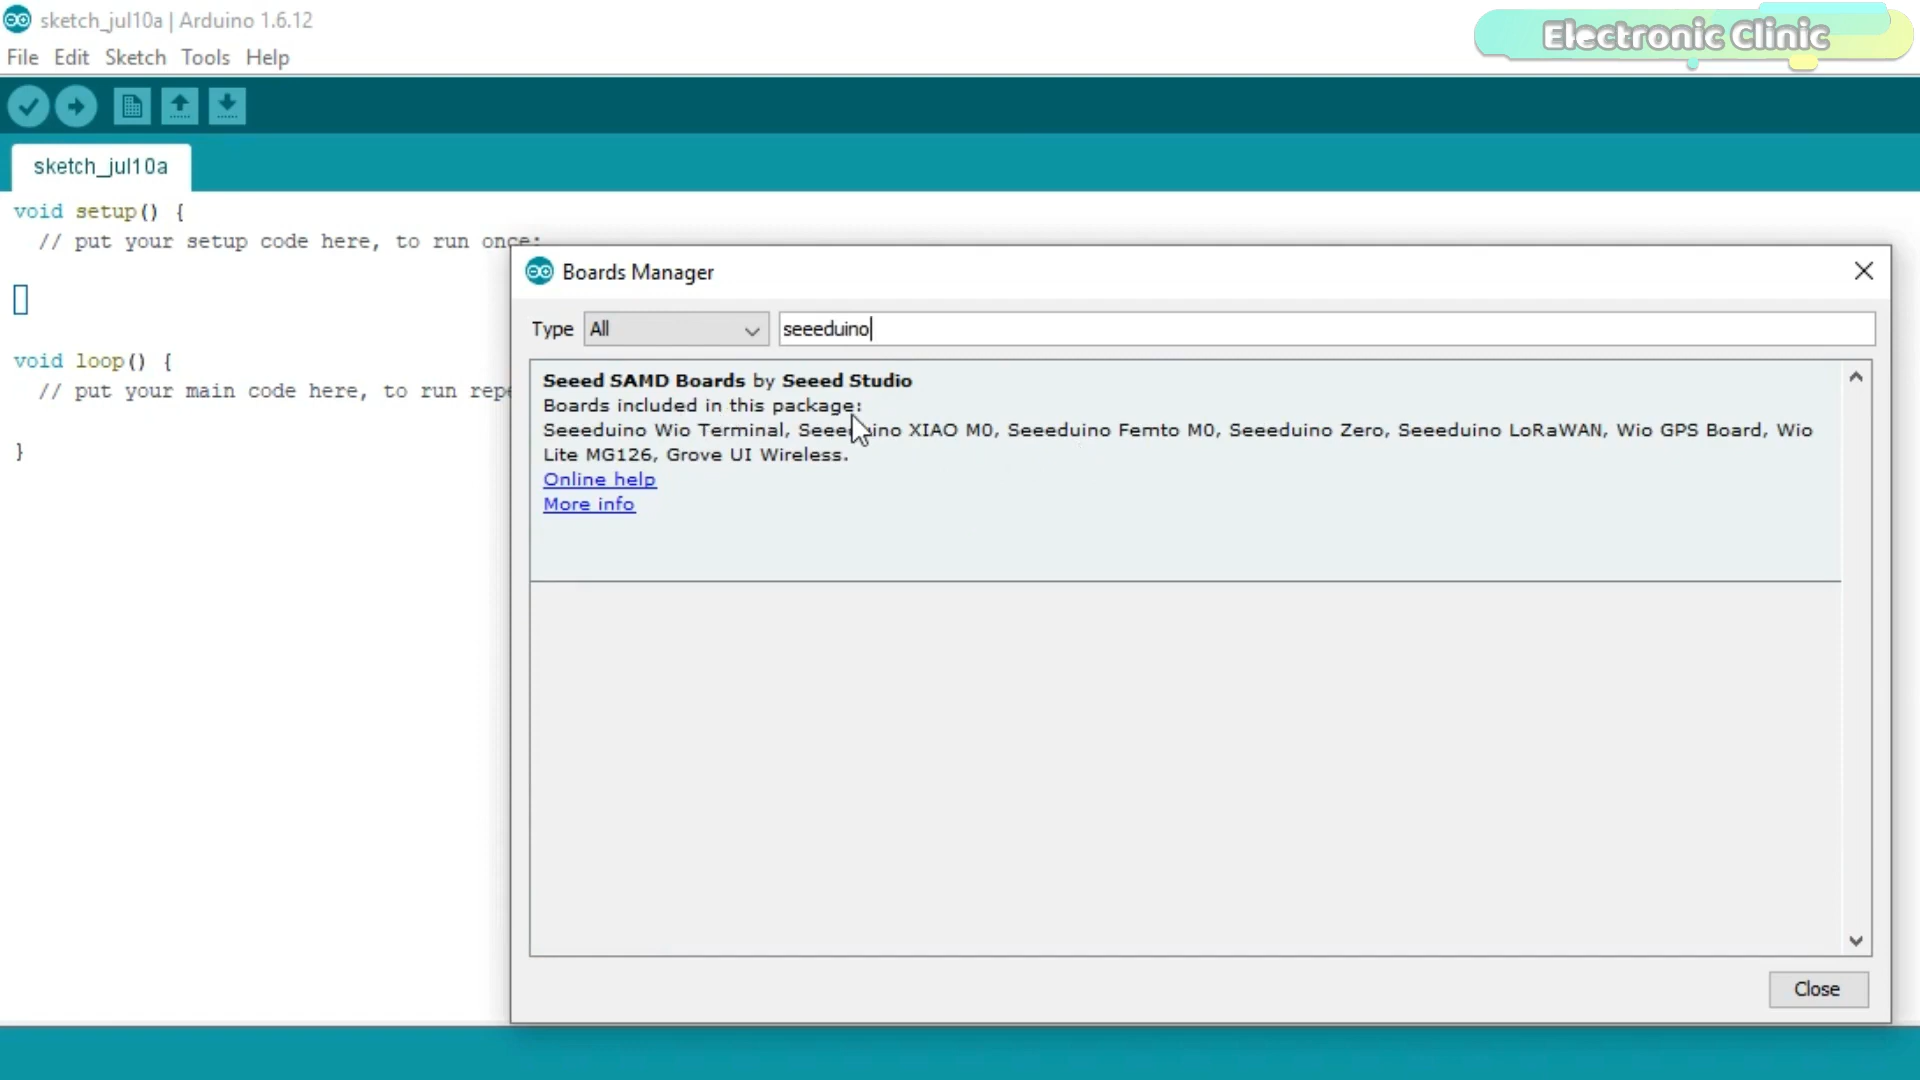 sketch_jul10a | Arduino 1.6.12
Electronic Clinic
File Edit Sketch Tools Help
sketch_jul10a
void setup() {
// put your setup code here, to run once:
void loop() {
// put your main code here, to run repe
}
Boards Manager
Type All seeeduino
Seeed SAMD Boards by Seeed Studio
Boards included in this package:
Seeeduino Wio Terminal, Seeeduino XIAO M0, Seeeduino Femto M0, Seeeduino Zero, Seeeduino LoRaWAN, Wio GPS Board, Wio
Lite MG126, Grove UI Wireless.
Online help
More info
Close